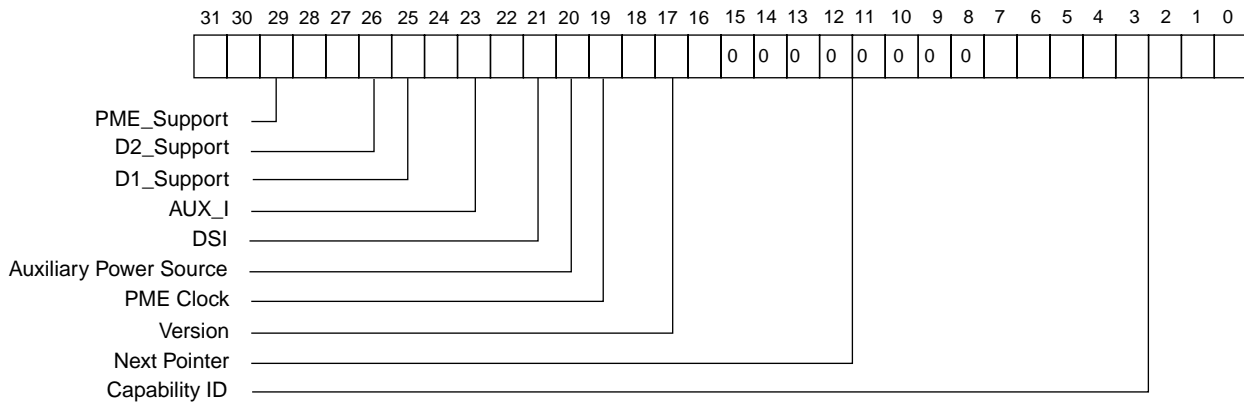 31 30 29 28 27 26 25 24 23 22 21 20 19 18 17 16 15 14 13 12 11 10 9 8 7 6 5 4 3 2 1 0
0 0 0 0 0 0 0 0
PME_Support
D2_Support
D1_Support
AUX_I
DSI
Auxiliary Power Source
PME Clock
Version
Next Pointer
Capability ID